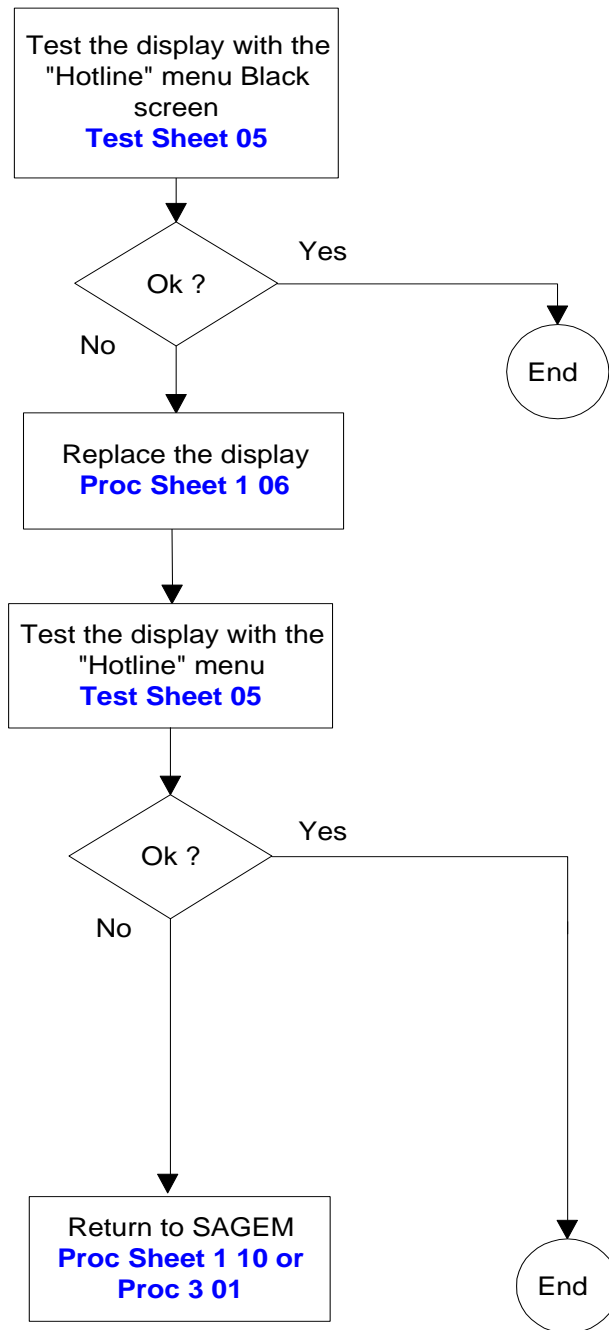 Test the display with the
"Hotline" menu Black
screen
Test Sheet 05
Yes
Ok ?
No
End
Replace the display
Proc Sheet 1 06
Test the display with the
"Hotline" menu
Test Sheet 05
Yes
Ok ?
No
Return to SAGEM
Proc Sheet 1 10 or
Proc 3 01
End